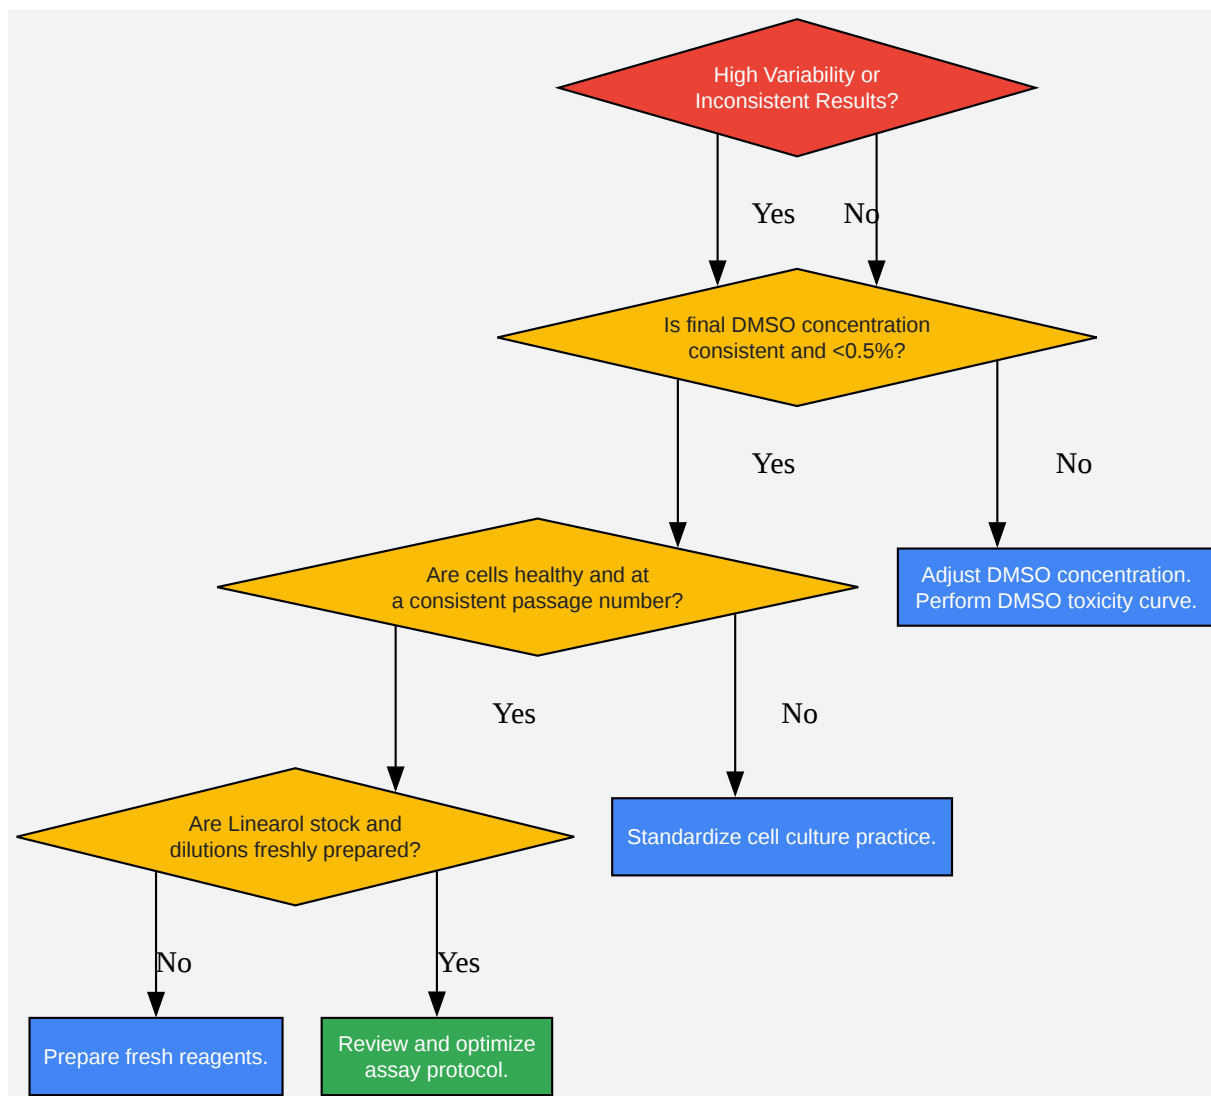 High Variability or
Inconsistent Results?
Yes
No
Is final DMSO concentration
consistent and <0.5%?
Yes
No
Are cells healthy and at
a consistent passage number?
Adjust DMSO concentration.
Perform DMSO toxicity curve.
Yes
No
Are Linearol stock and
dilutions freshly prepared?
Standardize cell culture practice.
No
Yes
Prepare fresh reagents.
Review and optimize
assay protocol.